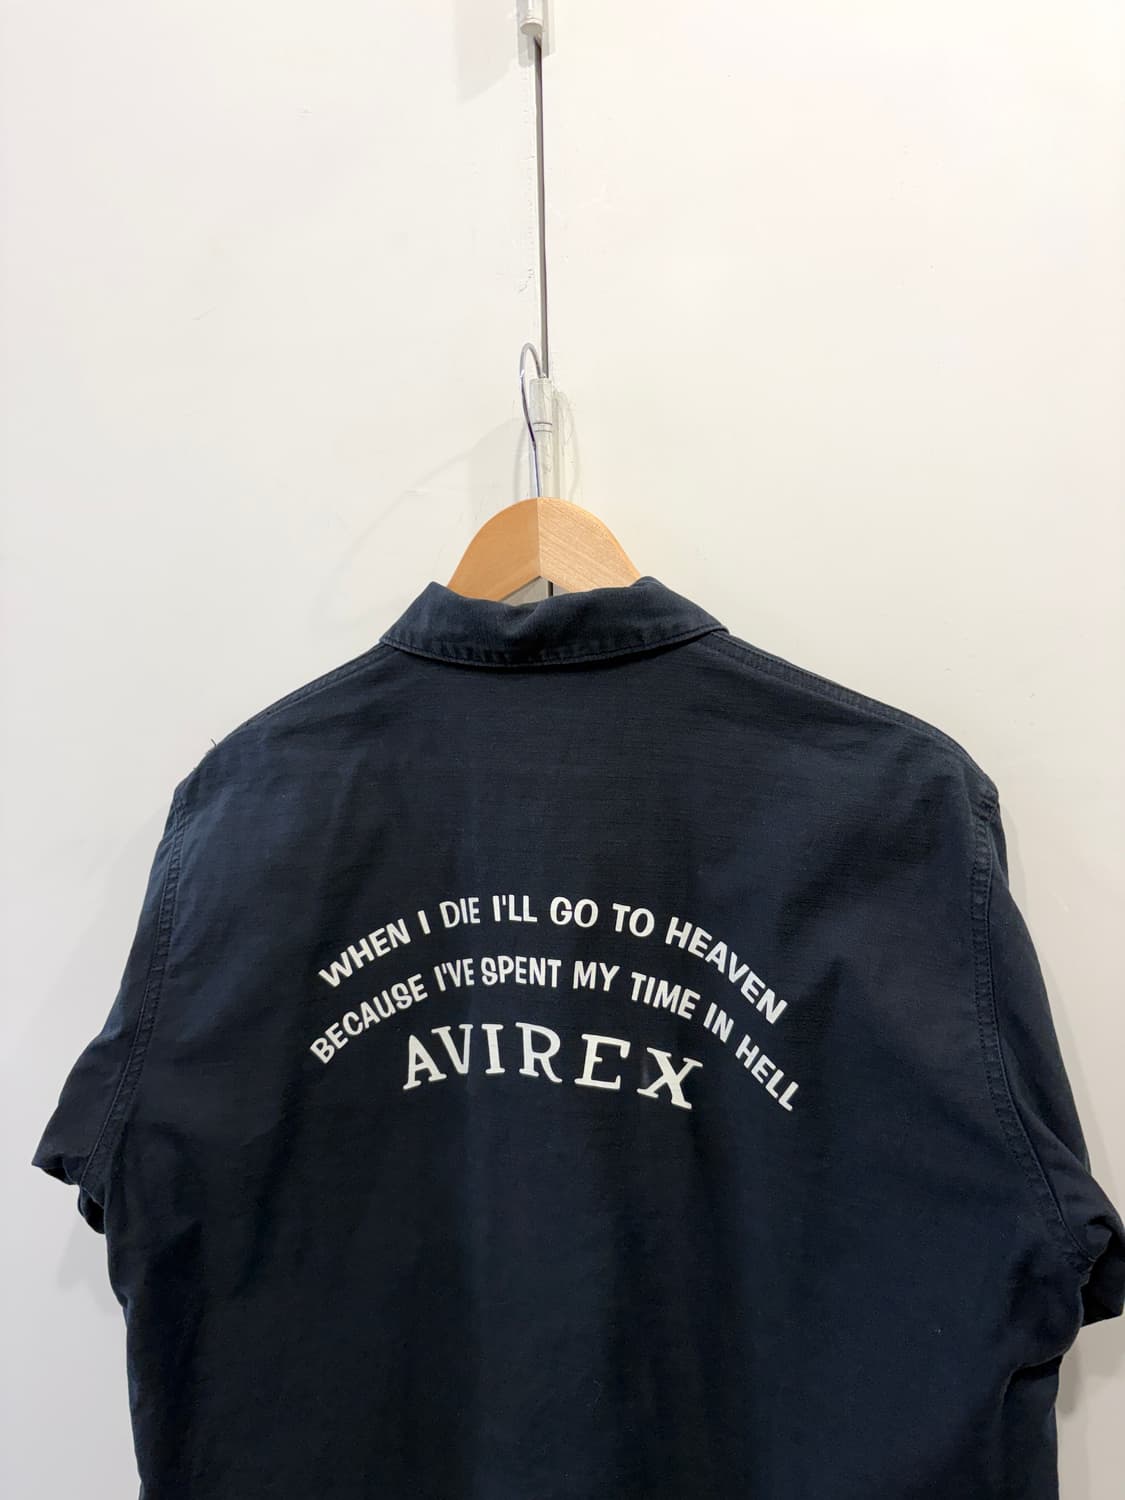 WHEN I DIE I'LL GO TO HEAVEN
BECAUSE I'VE SPENT MY TIME IN HELL
AVIREX